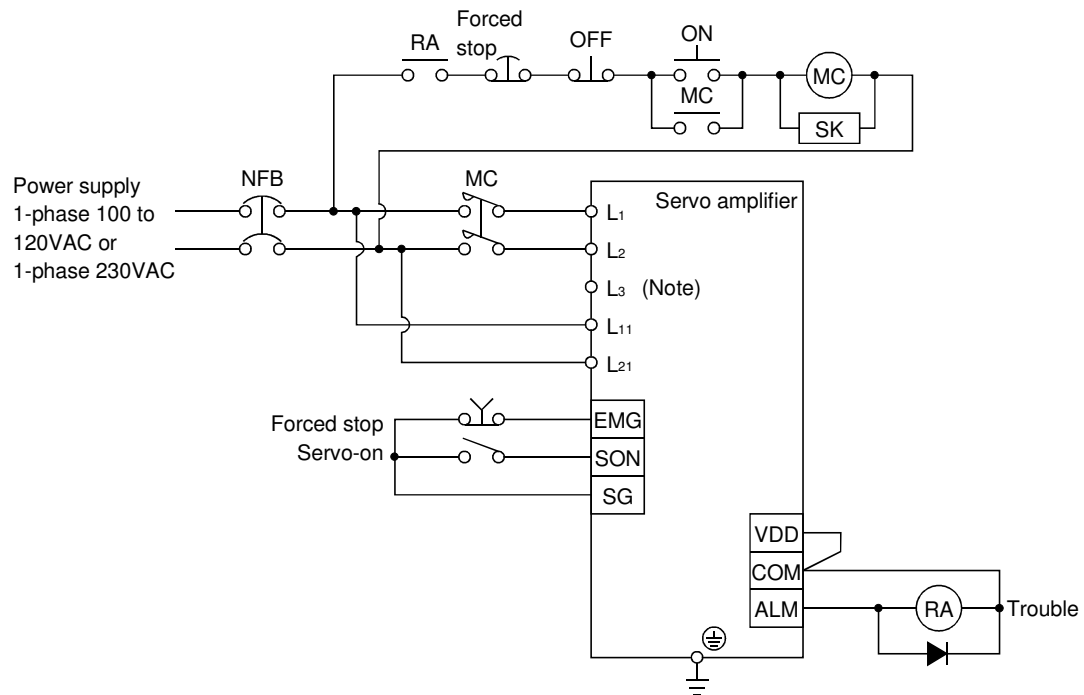 Forced
stop
RA
OFF
ON
MC
MC
SK
Power supply
1-phase 100 to
120VAC or
1-phase 230VAC
NFB
MC
Servo amplifier
L1
L2
L3 (Note)
L11
L21
Forced stop
Servo-on
EMG
SON
SG
VDD
COM
ALM
RA
Trouble